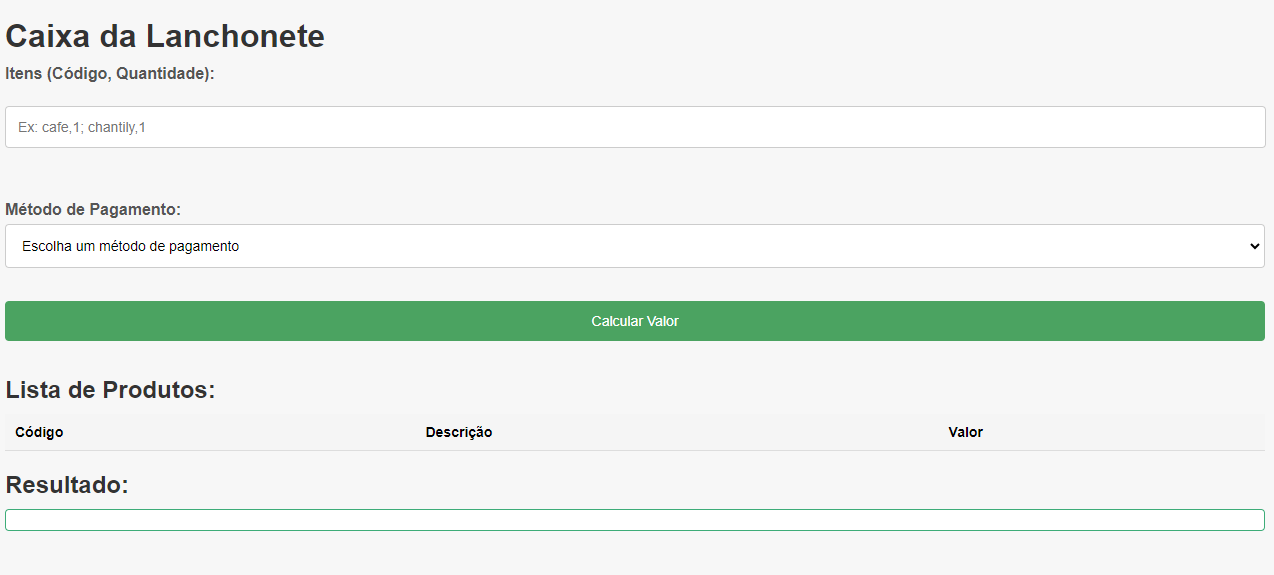 Caixa da Lanchonete
Itens (Código, Quantidade):
Ex: cafe,1; chantily,1
Método de Pagamento:
Escolha um método de pagamento
Calcular Valor
Lista de Produtos:
Código Descrição Valor
Resultado: